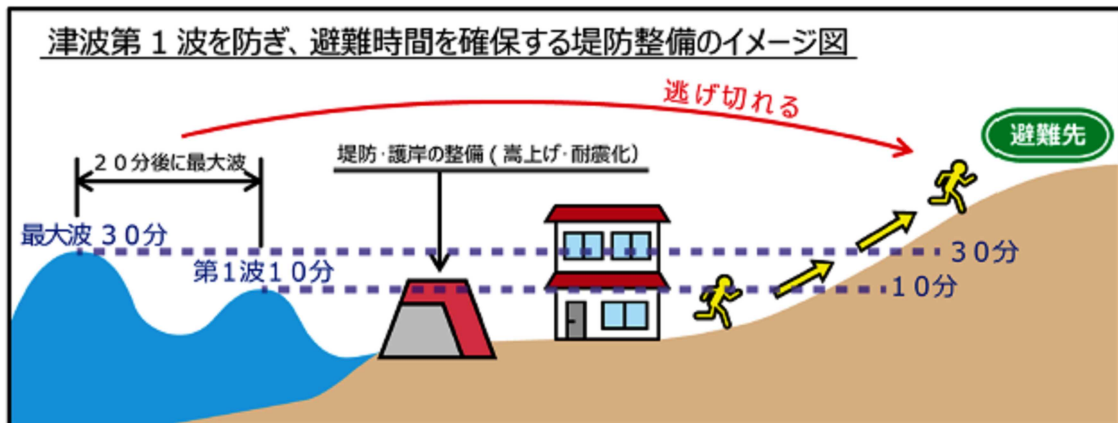 津波第１波を防ぎ、避難時間を確保する堤防整備のイメージ図
逃げ切れる
避難先
２０分後に最大波
堤防･護岸の整備(嵩上げ･耐震化)
最大波 ３０分
第１波１０分
３０分
１０分